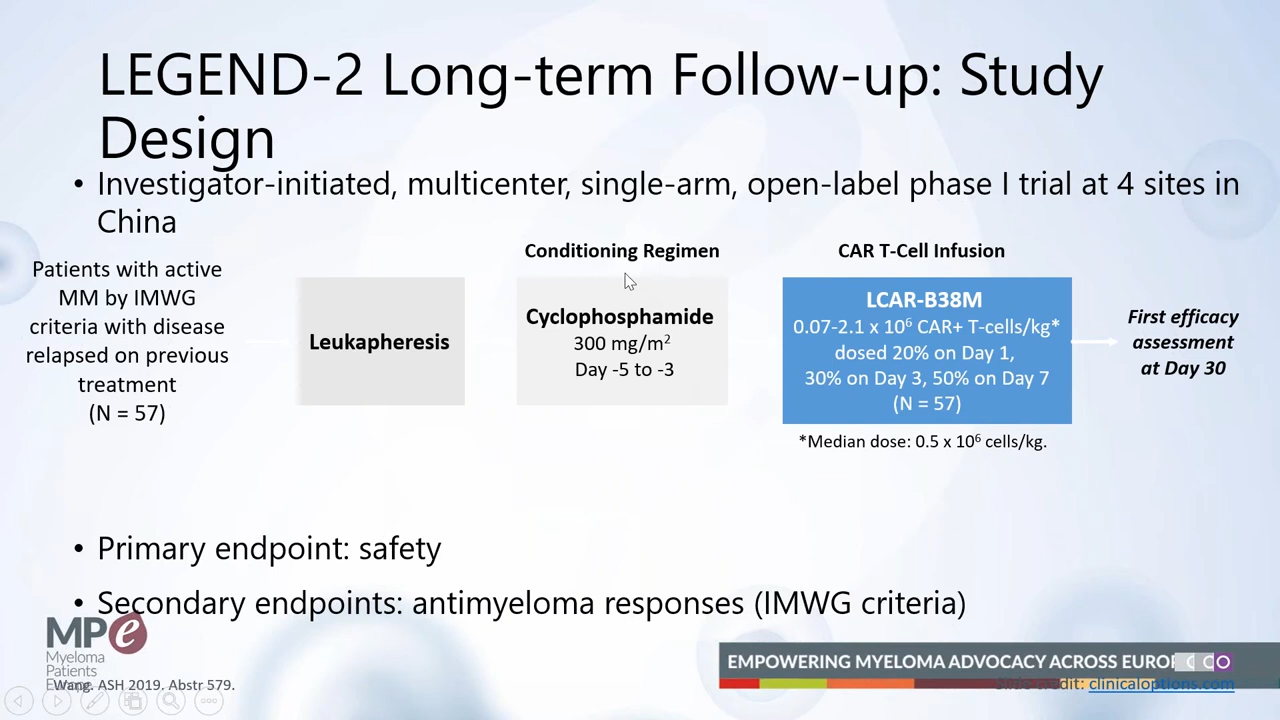 LEGEND-2 Long-term Follow-up: Study
Design
• Investigator-initiated, multicenter, single-arm, open-label phase I trial at 4 sites in
China
Patients with active
MM by IMWG
criteria with disease
relapsed on previous
treatment
(N = 57)
Leukapheresis
Conditioning Regimen
Cyclophosphamide
300 mg/m²
Day -5 to -3
CAR T-Cell Infusion
LCAR-B38M
0.07-2.1 x 10⁶ CAR+ T-cells/kg*
dosed 20% on Day 1,
30% on Day 3, 50% on Day 7
(N = 57)
*Median dose: 0.5 x 10⁶ cells/kg.
First efficacy
assessment
at Day 30
• Primary endpoint: safety
• Secondary endpoints: antimyeloma responses (IMWG criteria)
MPe
Myeloma
Patients
Wang. ASH 2019. Abstr 579.
EMPOWERING MYELOMA ADVOCACY ACROSS EURO
CCO
Slide credit: clinicaloptions.com